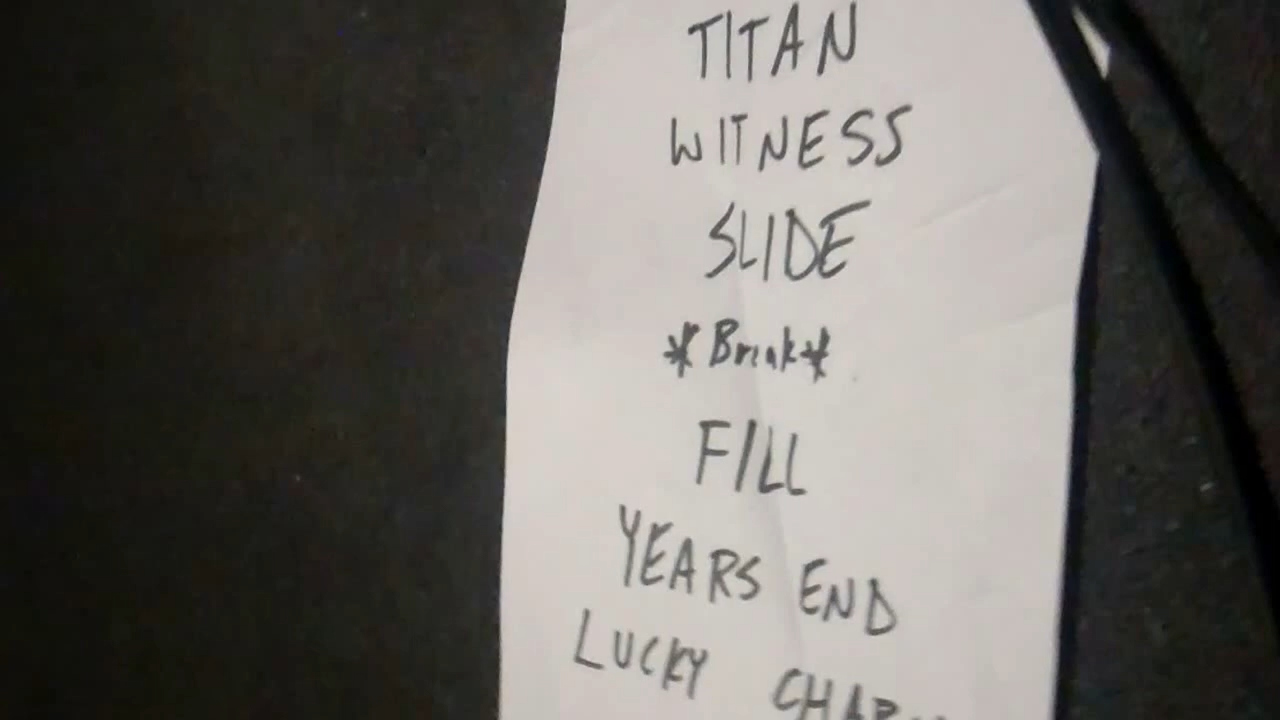 TITAN
WITNESS
SLIDE
*Break*
FILL
YEARS END
LUCKY